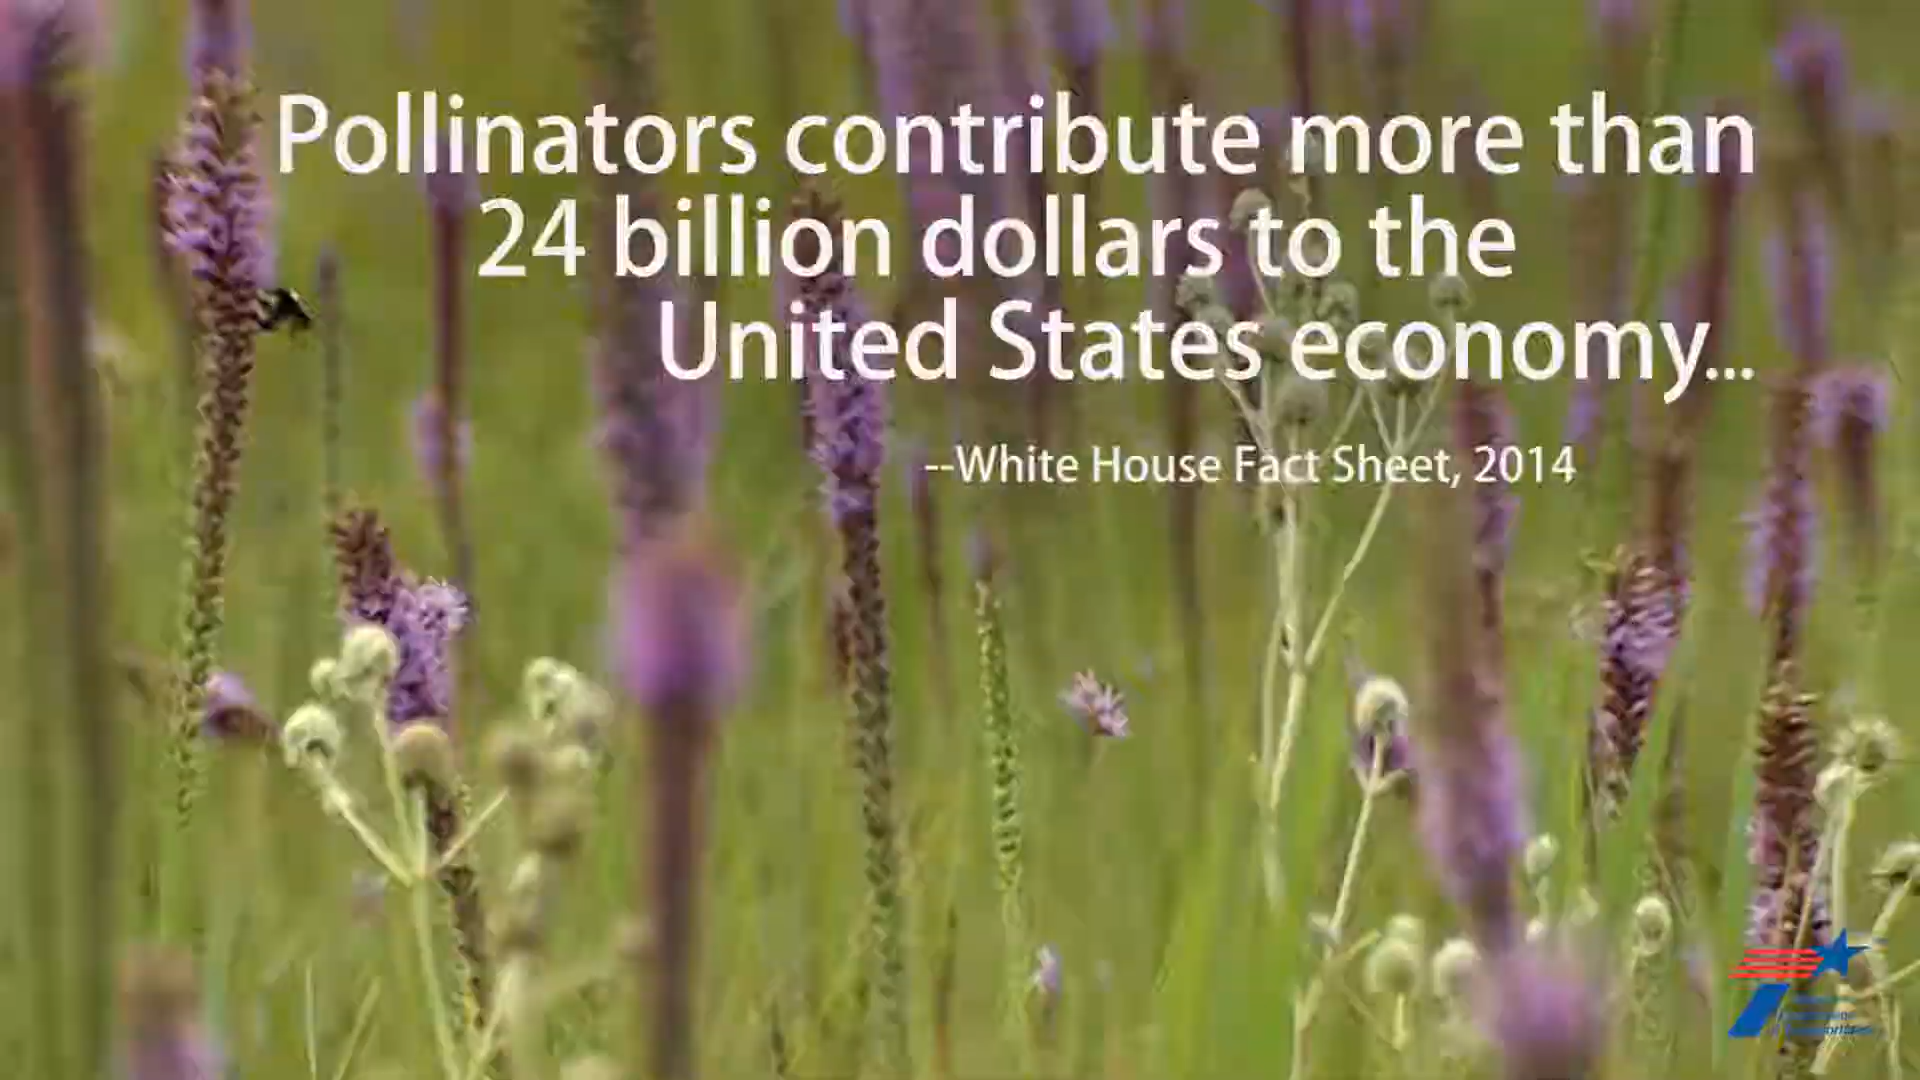 Pollinators contribute more than
24 billion dollars to the
United States economy...
--White House Fact Sheet, 2014